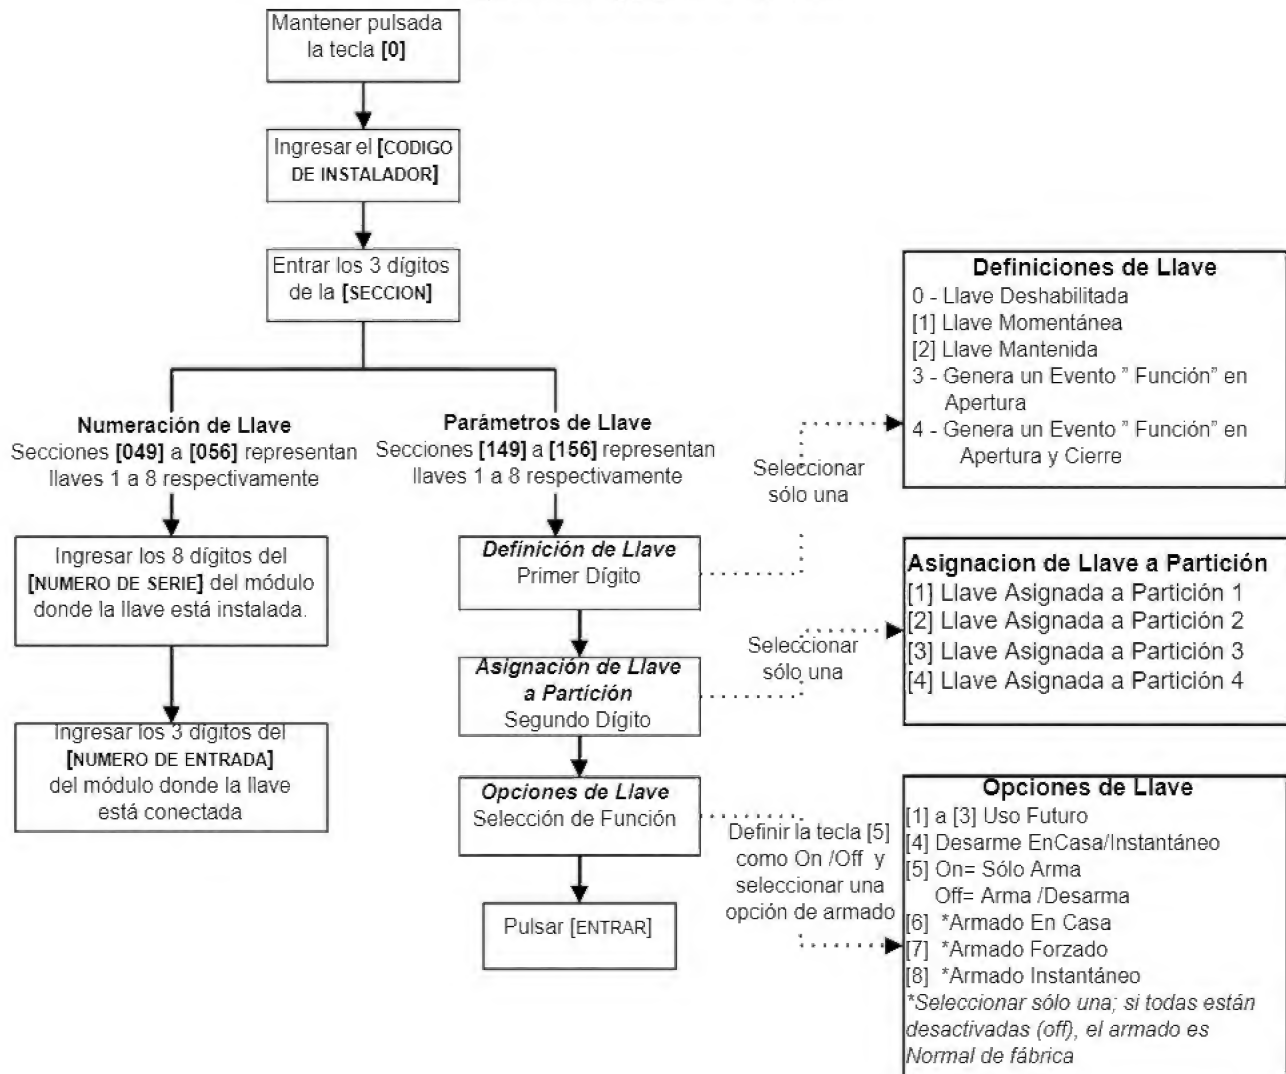 Mantener pulsada
la tecla [0]
Ingresar el [CODIGO
DE INSTALADOR]
Entrar los 3 dígitos
de la [SECCION]
Numeración de Llave
Secciones [049] a [056] representan
llaves 1 a 8 respectivamente
Ingresar los 8 dígitos del
[NUMERO DE SERIE] del módulo
donde la llave está instalada.
Ingresar los 3 dígitos del
[NUMERO DE ENTRADA]
del módulo donde la llave
está conectada
Parámetros de Llave
Secciones [149] a [156] representan
llaves 1 a 8 respectivamente
Definición de Llave
Primer Dígito
Asignación de Llave
a Partición
Segundo Dígito
Opciones de Llave
Selección de Función
Pulsar [ENTRAR]
Seleccionar
sólo una
Seleccionar
sólo una
Definir la tecla [5]
como On /Off y
seleccionar una
opción de armado
Definiciones de Llave
0 - Llave Deshabilitada
[1] Llave Momentánea
[2] Llave Mantenida
3 - Genera un Evento " Función" en
Apertura
4 - Genera un Evento " Función" en
Apertura y Cierre
Asignacion de Llave a Partición
[1] Llave Asignada a Partición 1
[2] Llave Asignada a Partición 2
[3] Llave Asignada a Partición 3
[4] Llave Asignada a Partición 4
Opciones de Llave
[1] a [3] Uso Futuro
[4] Desarme EnCasa/Instantáneo
[5] On= Sólo Arma
Off= Arma /Desarma
[6] *Armado En Casa
[7] *Armado Forzado
[8] *Armado Instantáneo
*Seleccionar sólo una; si todas están
desactivadas (off), el armado es
Normal de fábrica